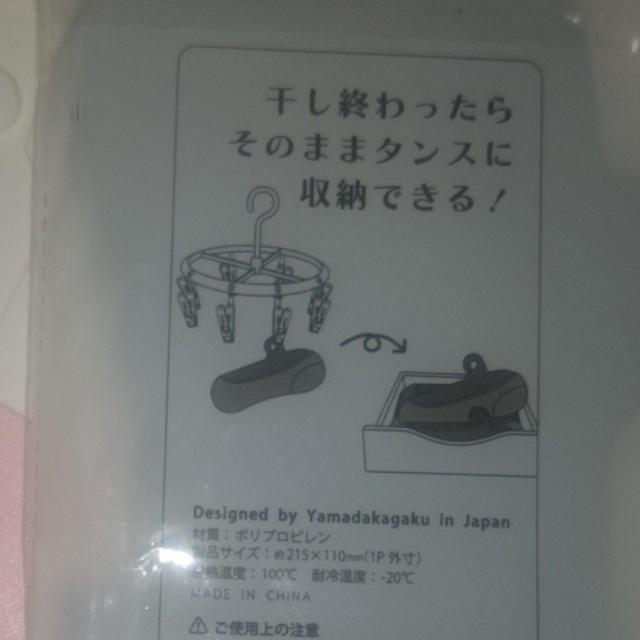 干し終わったら
そのままタンスに
収納できる!
Designed by Yamadakagaku in Japan
材質：ポリプロピレン
製品サイズ：約215×110mm(1P外寸)
耐熱温度：100℃ 耐冷温度：-20℃
MADE IN CHINA
⚠ご使用上の注意